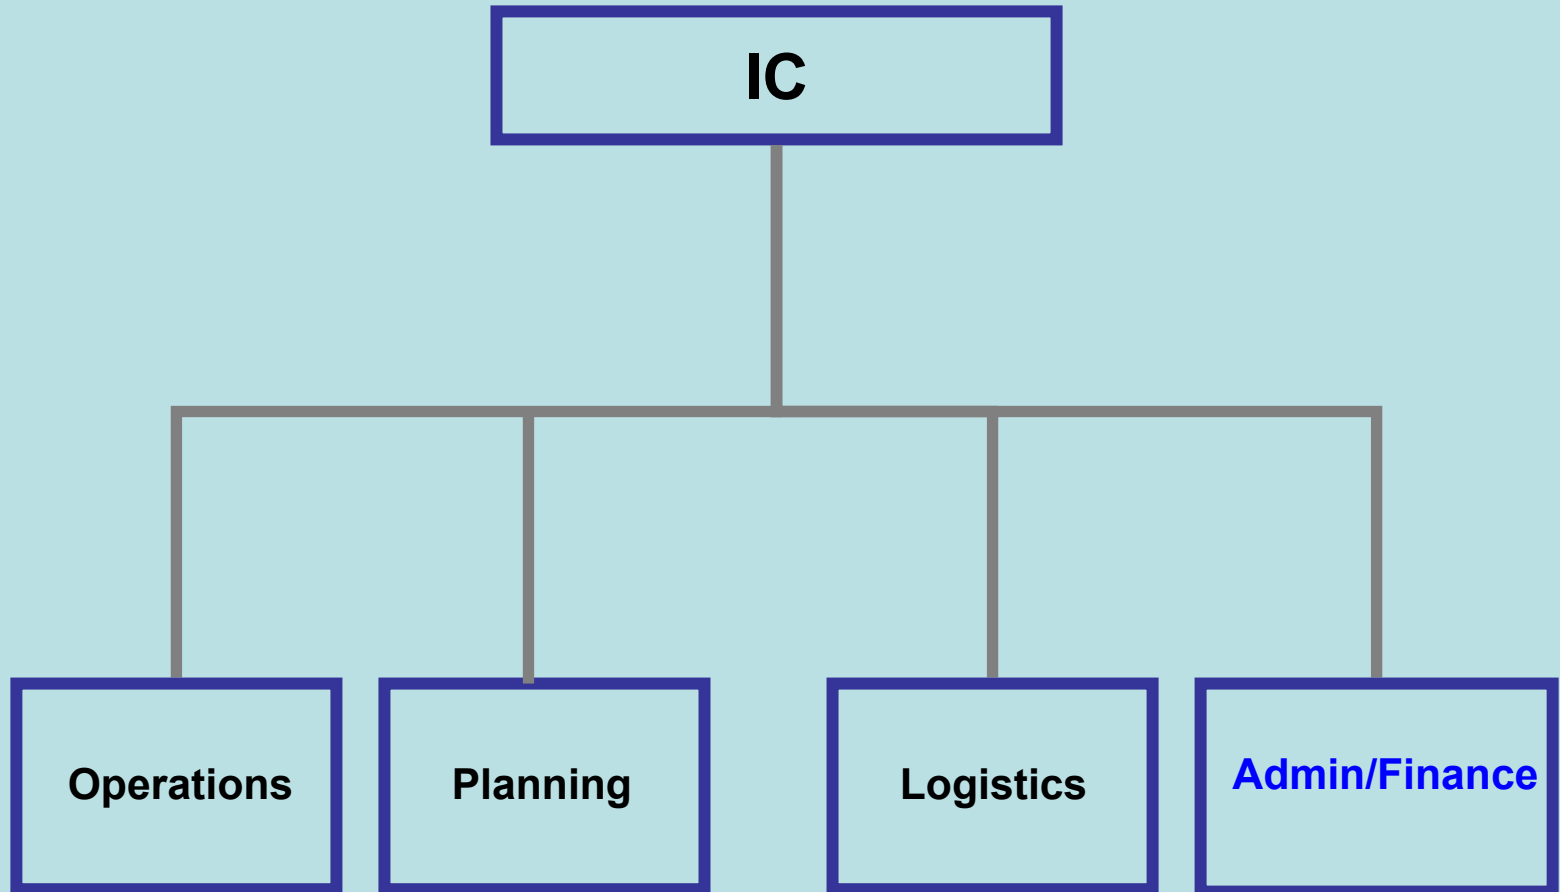 IC
Operations
Planning
Logistics
Admin/Finance